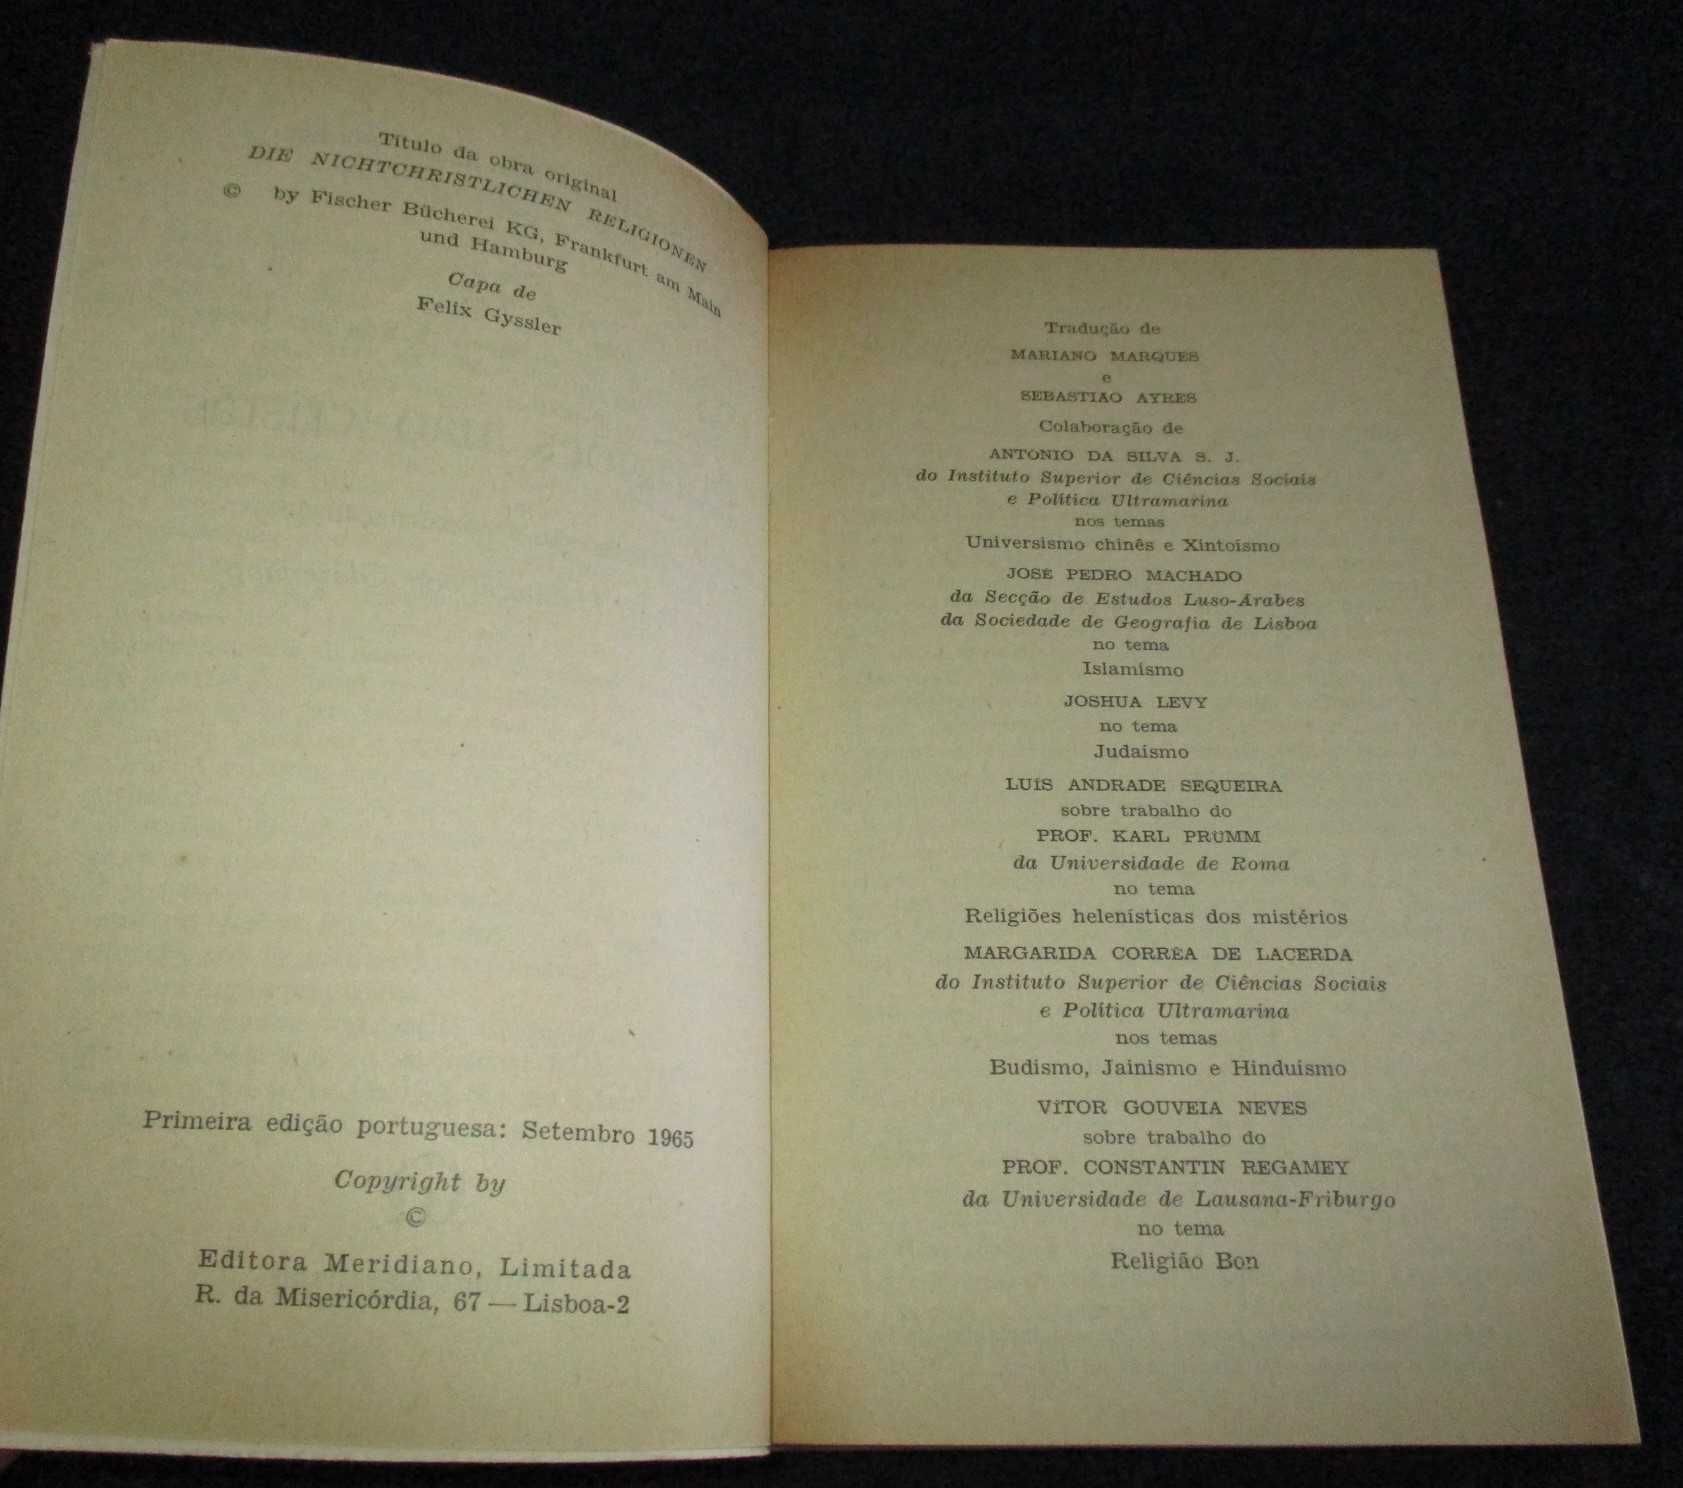 Título da obra original
DIE NICHTCHRISTLICHEN RELIGIONEN
© by Fischer Bücherei KG, Frankfurt am Main
und Hamburg
Capa de
Felix Gyssler
Primeira edição portuguesa: Setembro 1965
Copyright by
©
Editora Meridiano, Limitada
R. da Misericórdia, 67 — Lisboa-2
Tradução de
MARIANO MARQUES
e
SEBASTIÃO AYRES
Colaboração de
ANTONIO DA SILVA S. J.
do Instituto Superior de Ciências Sociais
e Política Ultramarina
nos temas
Universismo chinês e Xintoísmo
JOSÉ PEDRO MACHADO
da Secção de Estudos Luso-Árabes
da Sociedade de Geografia de Lisboa
no tema
Islamismo
JOSHUA LEVY
no tema
Judaísmo
LUÍS ANDRADE SEQUEIRA
sobre trabalho do
PROF. KARL PRÜMM
da Universidade de Roma
no tema
Religiões helenísticas dos mistérios
MARGARIDA CORRÊA DE LACERDA
do Instituto Superior de Ciências Sociais
e Política Ultramarina
nos temas
Budismo, Jainismo e Hinduísmo
VÍTOR GOUVEIA NEVES
sobre trabalho do
PROF. CONSTANTIN REGAMEY
da Universidade de Lausana-Friburgo
no tema
Religião Bon